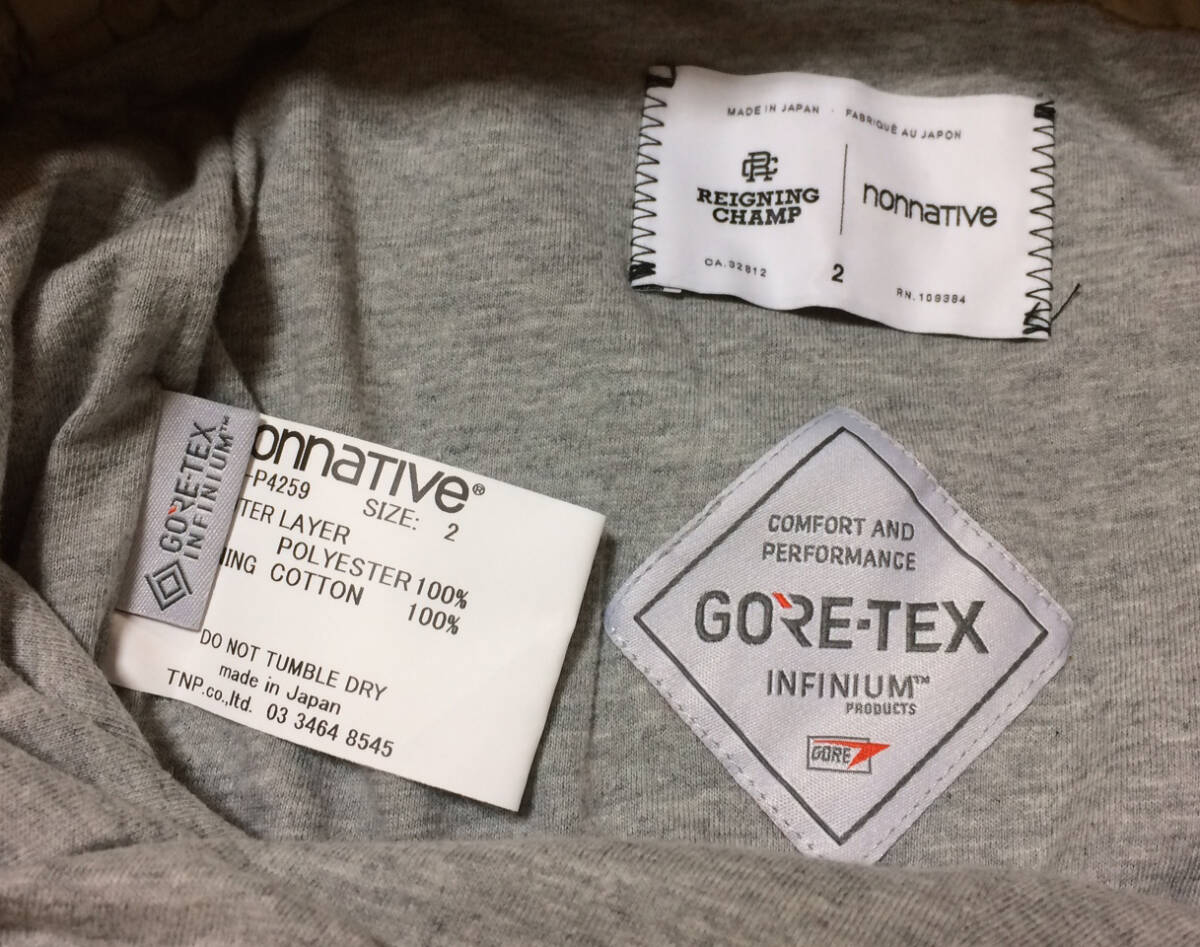 MADE IN JAPAN · FABRIQUÉ AU JAPON
RC
REIGNING
CHAMP
nonnative
CA.32812
2
RN.109384
GORE-TEX
INFINIUM™
onnative®
-P4259
SIZE: 2
TER LAYER
POLYESTER 100%
NING COTTON 100%
DO NOT TUMBLE DRY
made in Japan
TNP.co.,ltd. 03 3464 8545
COMFORT AND
PERFORMANCE
GORE-TEX
INFINIUM™
PRODUCTS
GORE